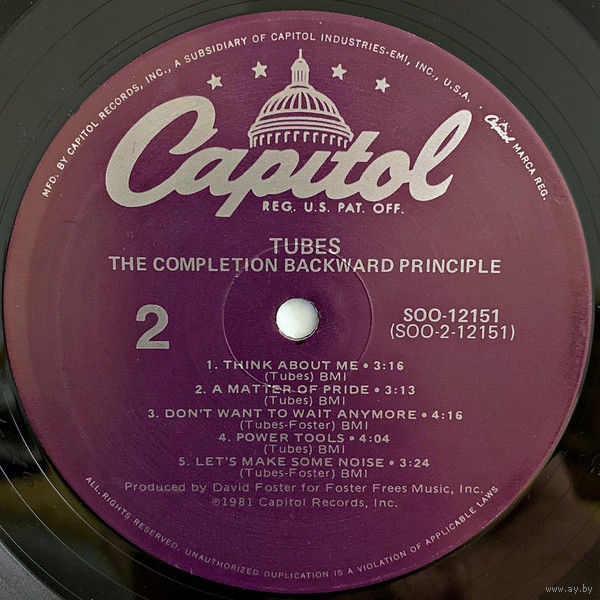 MFD. BY CAPITOL RECORDS, INC., A SUBSIDIARY OF CAPITOL INDUSTRIES-EMI, INC., U.S.A. · Capitol MARCA REG.
Capitol
REG. U.S. PAT. OFF.
TUBES
THE COMPLETION BACKWARD PRINCIPLE
2
SOO-12151
(SOO-2-12151)
1. THINK ABOUT ME • 3:16
(Tubes) BMI
2. A MATTER OF PRIDE • 3:13
(Tubes) BMI
3. DON'T WANT TO WAIT ANYMORE • 4:16
(Tubes-Foster) BMI
4. POWER TOOLS • 4:04
(Tubes) BMI
5. LET'S MAKE SOME NOISE • 3:24
(Tubes-Foster) BMI
Produced by David Foster for Foster Frees Music, Inc.
℗1981 Capitol Records, Inc.
ALL RIGHTS RESERVED. UNAUTHORIZED DUPLICATION IS A VIOLATION OF APPLICABLE LAWS
www.ay.by